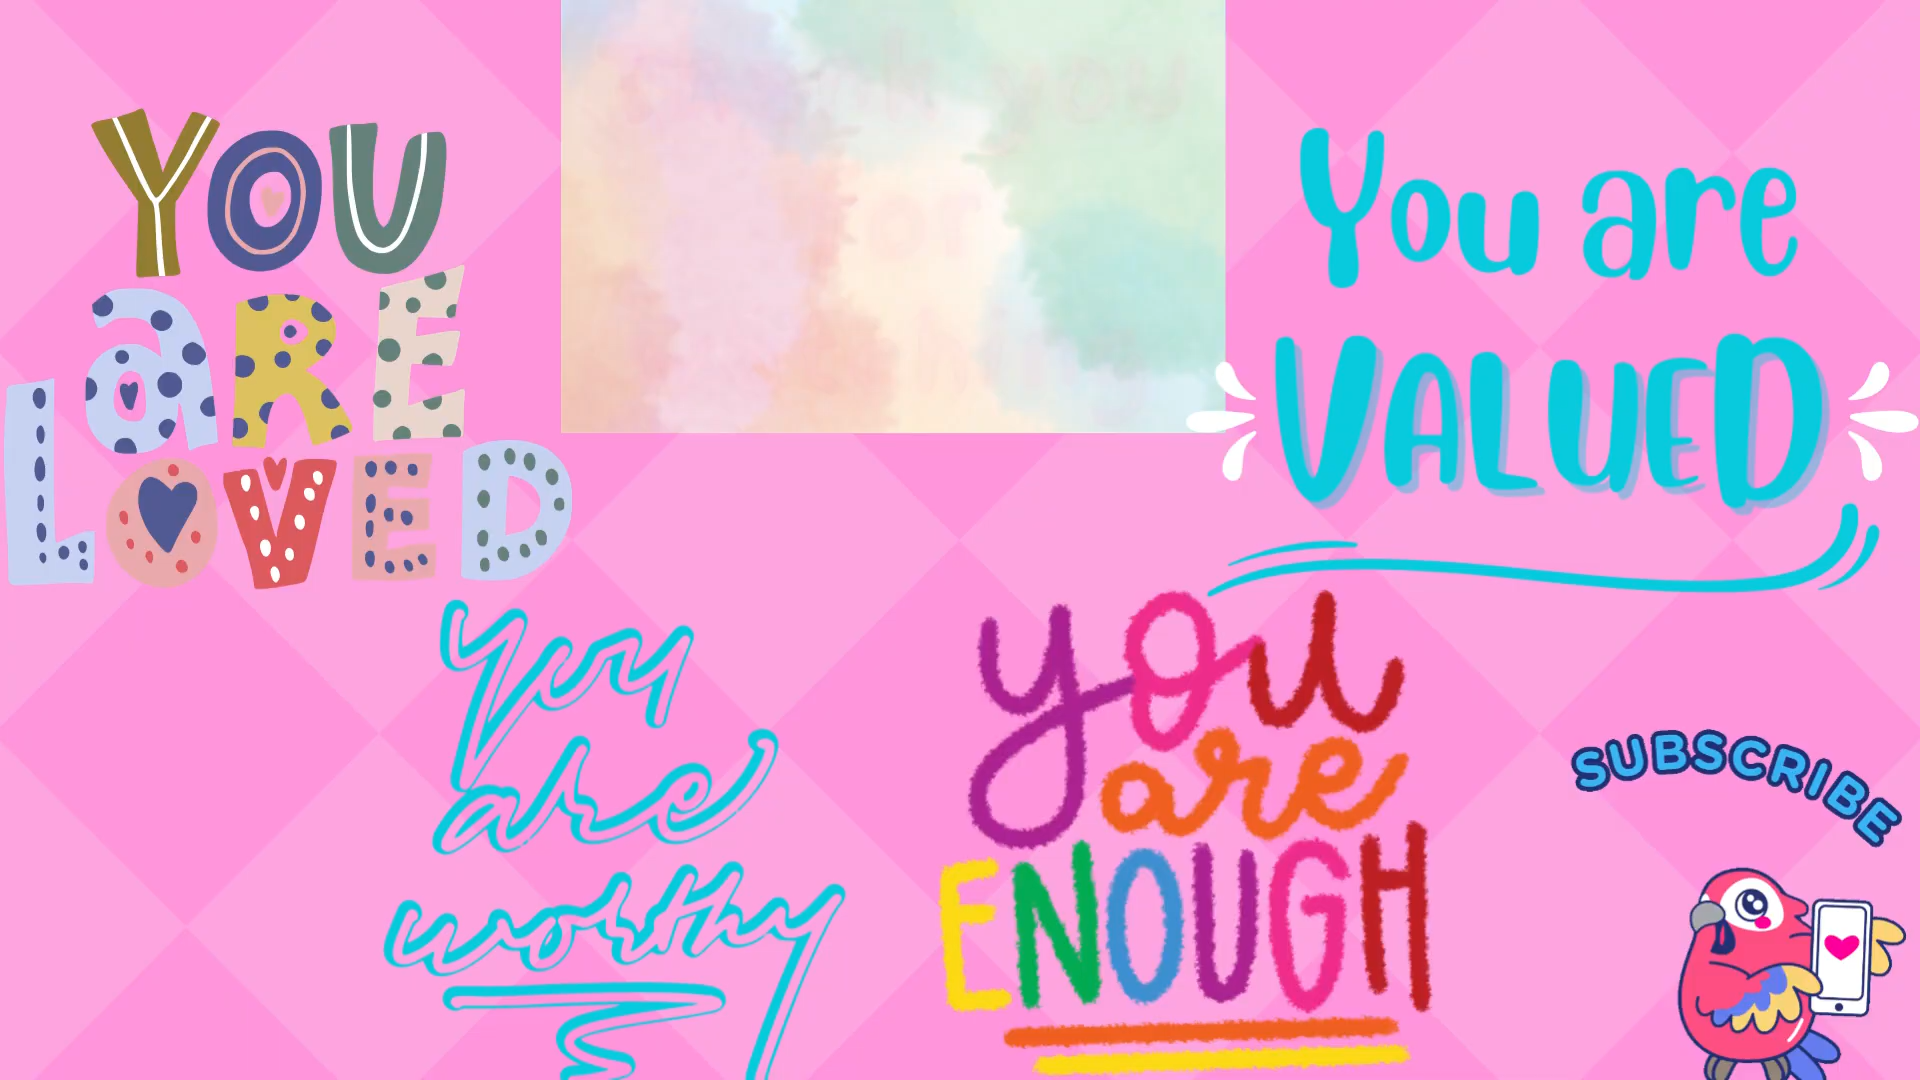 YOU
aRE
LOVED
You are
VALUED
you
are
worthy
you
are
ENOUGH
SUBSCRIBE